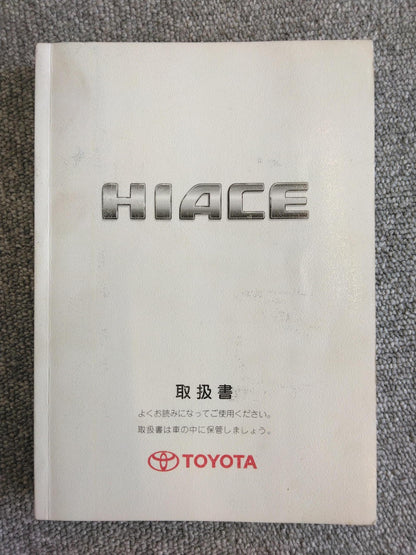 HIACE
取扱書
よくお読みになってご使用ください。
取扱書は車の中に保管しましょう。
TOYOTA